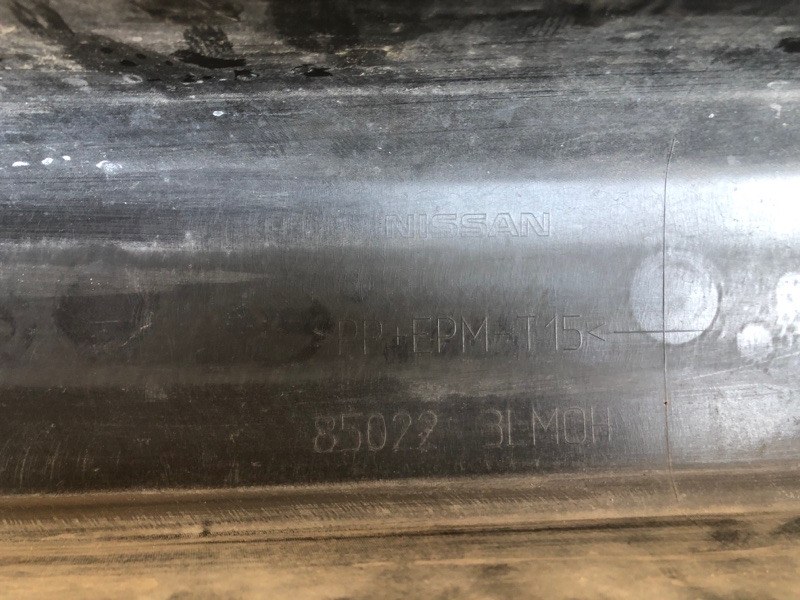 NISSAN
>PP+EPM-T15<
85022 3LM0H